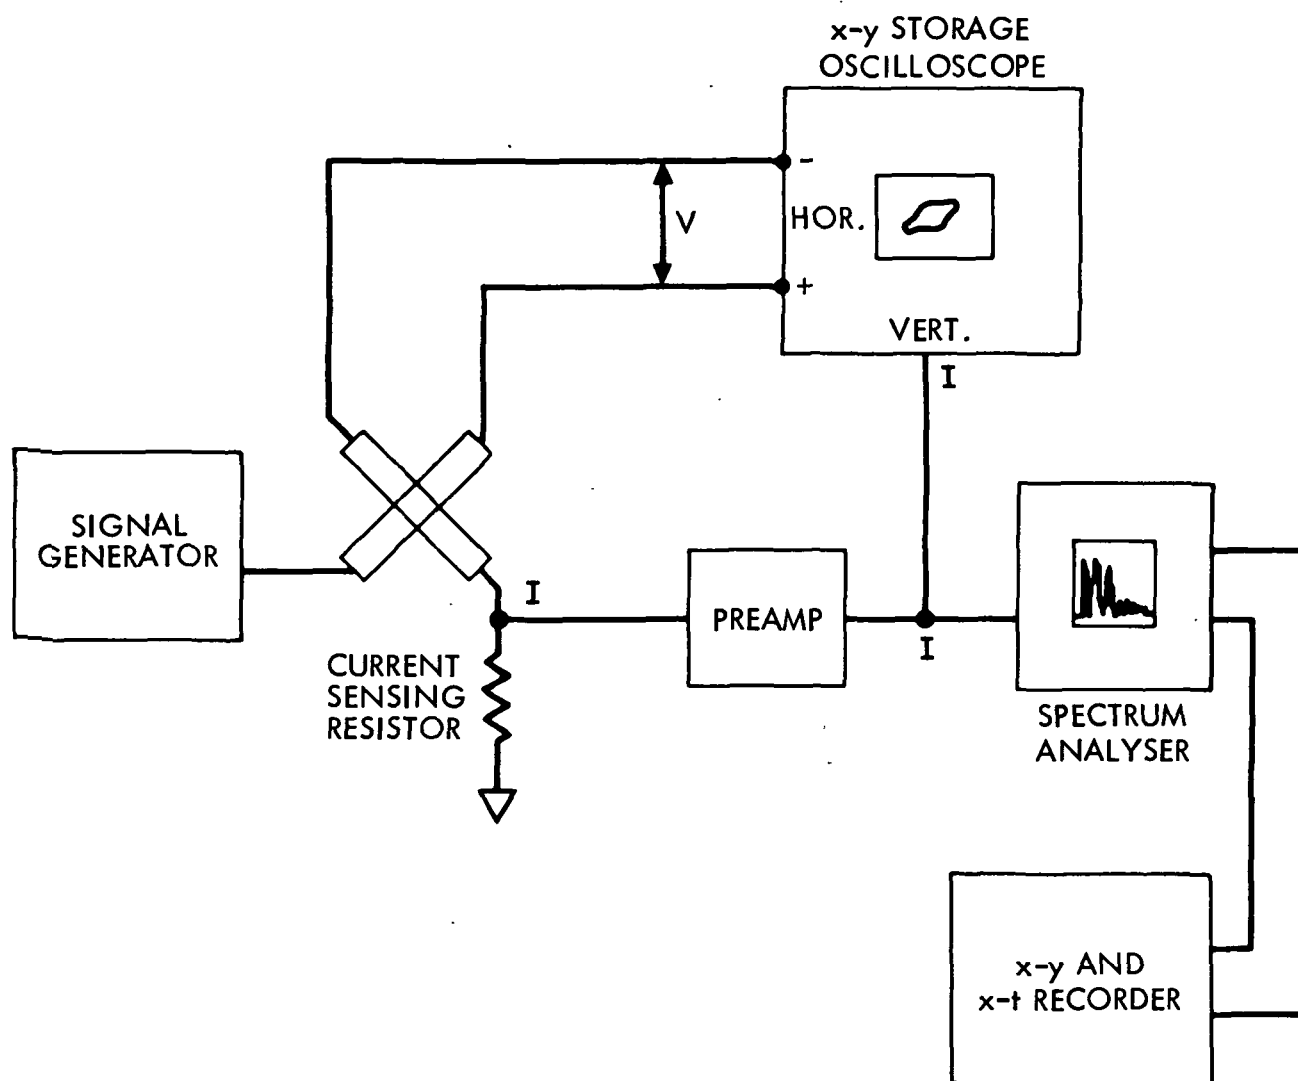 x-y STORAGE
OSCILLOSCOPE
-
HOR.
V
+
VERT.
I
SIGNAL
GENERATOR
I
PREAMP
I
CURRENT
SENSING
RESISTOR
SPECTRUM
ANALYSER
x-y AND
x-t RECORDER